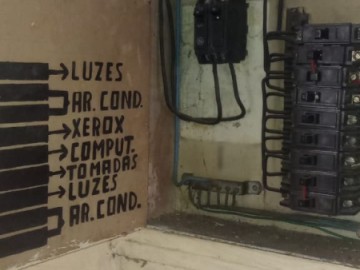 LUZES
AR. COND.
XEROX
COMPUT.
TOMADAS
LUZES
AR. COND.